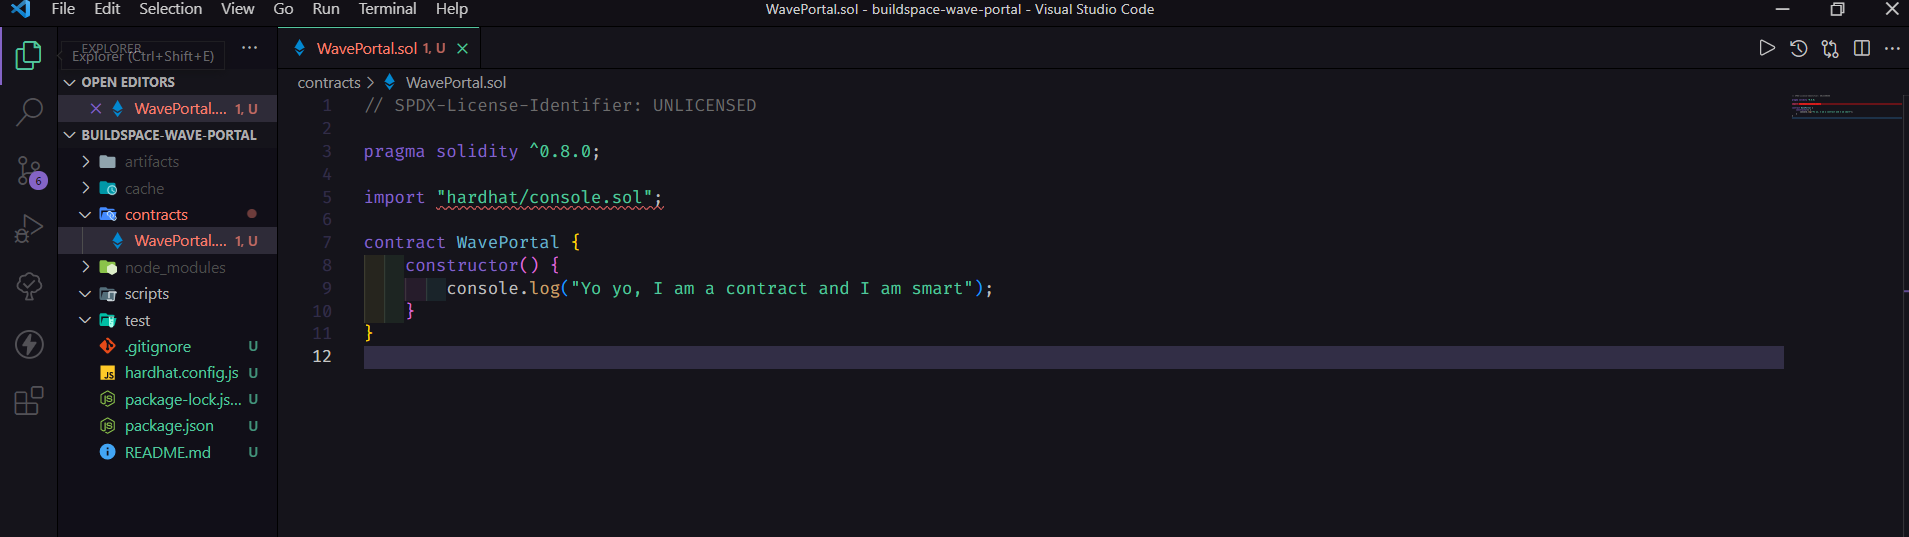 File Edit Selection View Go Run Terminal Help
WavePortal.sol - buildspace-wave-portal - Visual Studio Code
EXPLORER
Explorer (Ctrl+Shift+E)
OPEN EDITORS
WavePortal.... 1, U
BUILDSPACE-WAVE-PORTAL
artifacts
cache
contracts
WavePortal.... 1, U
node_modules
scripts
test
.gitignore U
hardhat.config.js U
package-lock.js... U
package.json U
README.md U
6
WavePortal.sol 1, U
contracts > WavePortal.sol
1 // SPDX-License-Identifier: UNLICENSED
2
3 pragma solidity ^0.8.0;
4
5 import "hardhat/console.sol";
6
7 contract WavePortal {
8 constructor() {
9 console.log("Yo yo, I am a contract and I am smart");
10 }
11 }
12